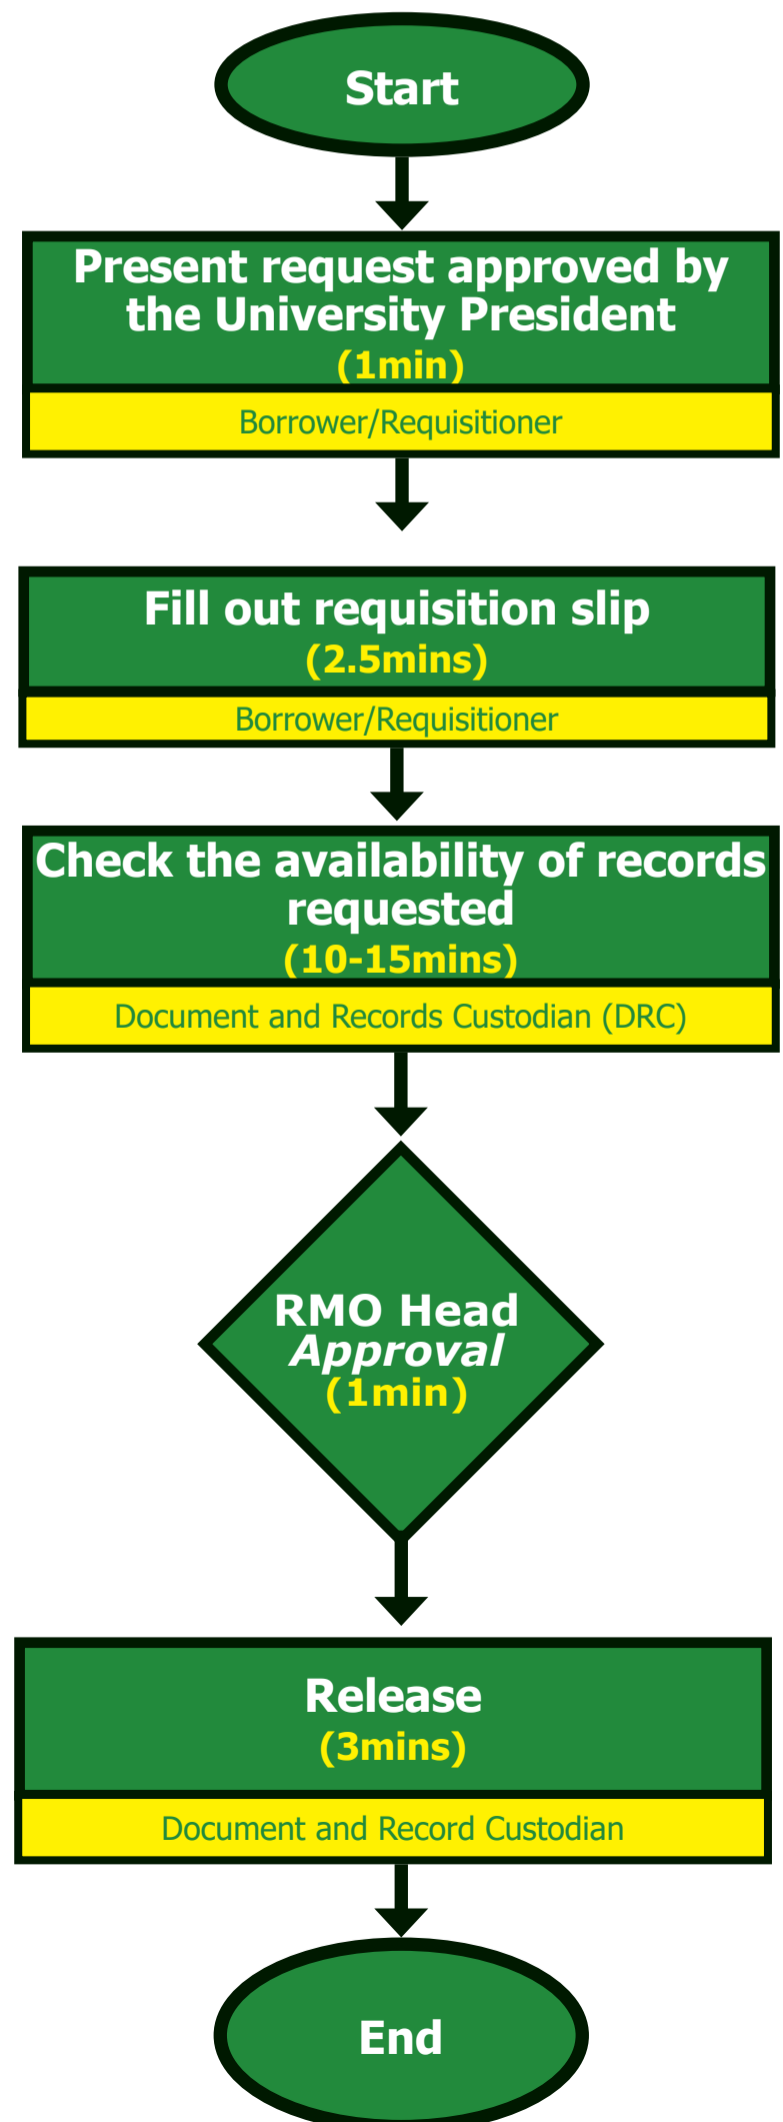 Start
Present request approved by
the University President
(1min)
Borrower/Requisitioner
Fill out requisition slip
(2.5mins)
Borrower/Requisitioner
Check the availability of records
requested
(10-15mins)
Document and Records Custodian (DRC)
RMO Head
Approval
(1min)
Release
(3mins)
Document and Record Custodian
End